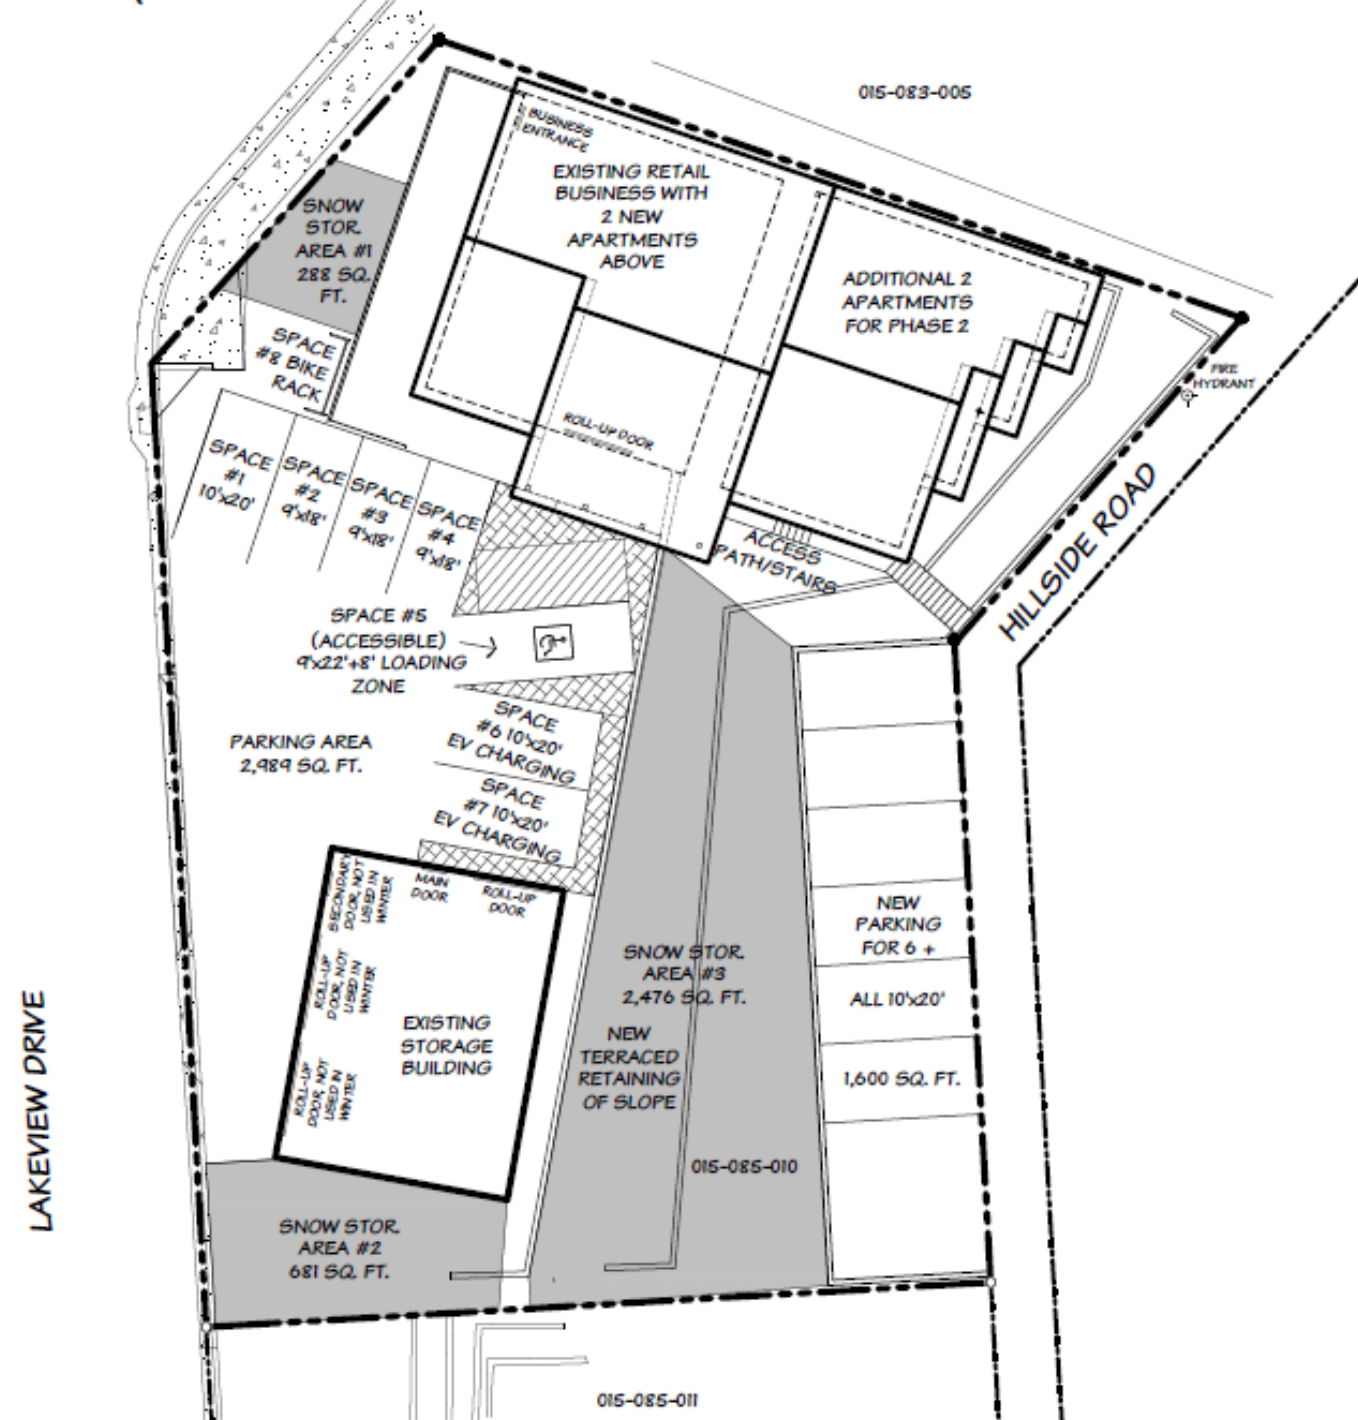 015-083-005
BUSINESS
ENTRANCE
EXISTING RETAIL
BUSINESS WITH
2 NEW
APARTMENTS
ABOVE
SNOW
STOR.
AREA #1
288 SQ.
FT.
ADDITIONAL 2
APARTMENTS
FOR PHASE 2
SPACE
#8 BIKE
RACK
FIRE
HYDRANT
ROLL-UP DOOR
SPACE
#1
10'x20'
SPACE
#2
9'x18'
SPACE
#3
9'x18'
SPACE
#4
9'x18'
ACCESS
PATH/STAIRS
HILLSIDE ROAD
SPACE #5
(ACCESSIBLE)
9'x22'+8' LOADING
ZONE
SPACE
#6 10'x20'
EV CHARGING
PARKING AREA
2,989 SQ. FT.
SPACE
#7 10'x20'
EV CHARGING
SECONDARY
DOOR, NOT
USED IN
WINTER
MAIN
DOOR
ROLL-UP
DOOR
NEW
PARKING
FOR 6 +
SNOW STOR.
AREA #3
2,476 SQ. FT.
ALL 10'x20'
ROLL-UP
DOOR, NOT
USED IN
WINTER
EXISTING
STORAGE
BUILDING
NEW
TERRACED
RETAINING
OF SLOPE
1,600 SQ. FT.
ROLL-UP
DOOR, NOT
USED IN
WINTER
LAKEVIEW DRIVE
015-085-010
SNOW STOR.
AREA #2
681 SQ. FT.
015-085-011